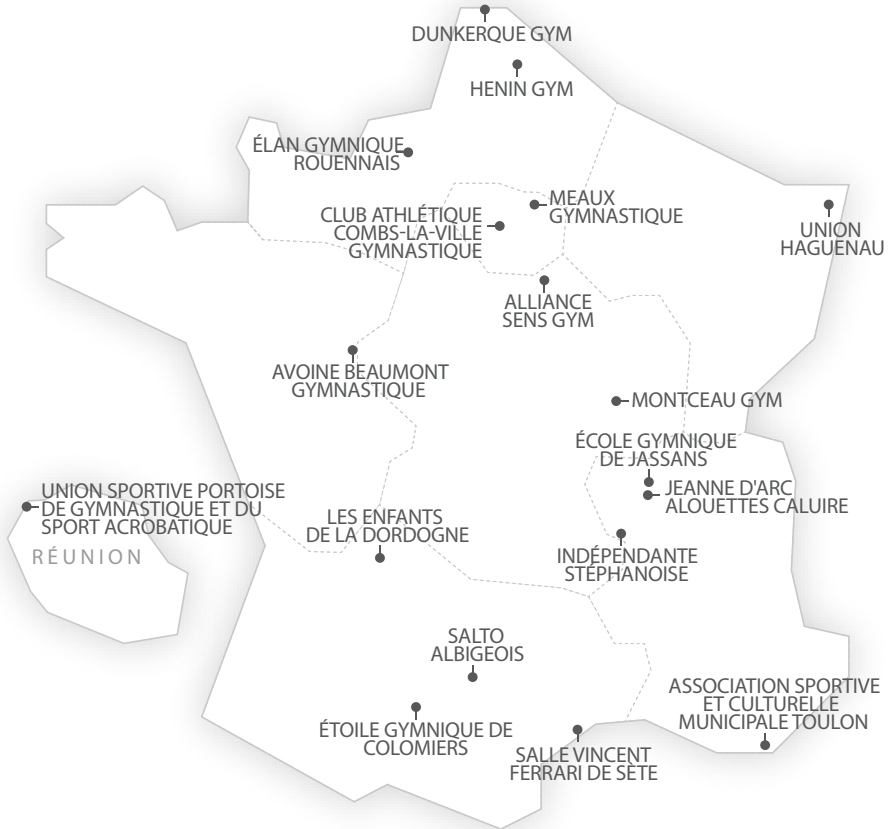 DUNKERQUE GYM
HENIN GYM
ÉLAN GYMNIQUE
ROUENNAIS
MEAUX
GYMNASTIQUE
CLUB ATHLÉTIQUE
COMBS-LA-VILLE
GYMNASTIQUE
UNION
HAGUENAU
ALLIANCE
SENS GYM
AVOINE BEAUMONT
GYMNASTIQUE
MONTCEAU GYM
ÉCOLE GYMNIQUE
DE JASSANS
JEANNE D'ARC
ALOUETTES CALUIRE
UNION SPORTIVE PORTOISE
DE GYMNASTIQUE ET DU
SPORT ACROBATIQUE
RÉUNION
LES ENFANTS
DE LA DORDOGNE
INDÉPENDANTE
STÉPHANOISE
SALTO
ALBIGEOIS
ASSOCIATION SPORTIVE
ET CULTURELLE
MUNICIPALE TOULON
ÉTOILE GYMNIQUE DE
COLOMIERS
SALLE VINCENT
FERRARI DE SÈTE